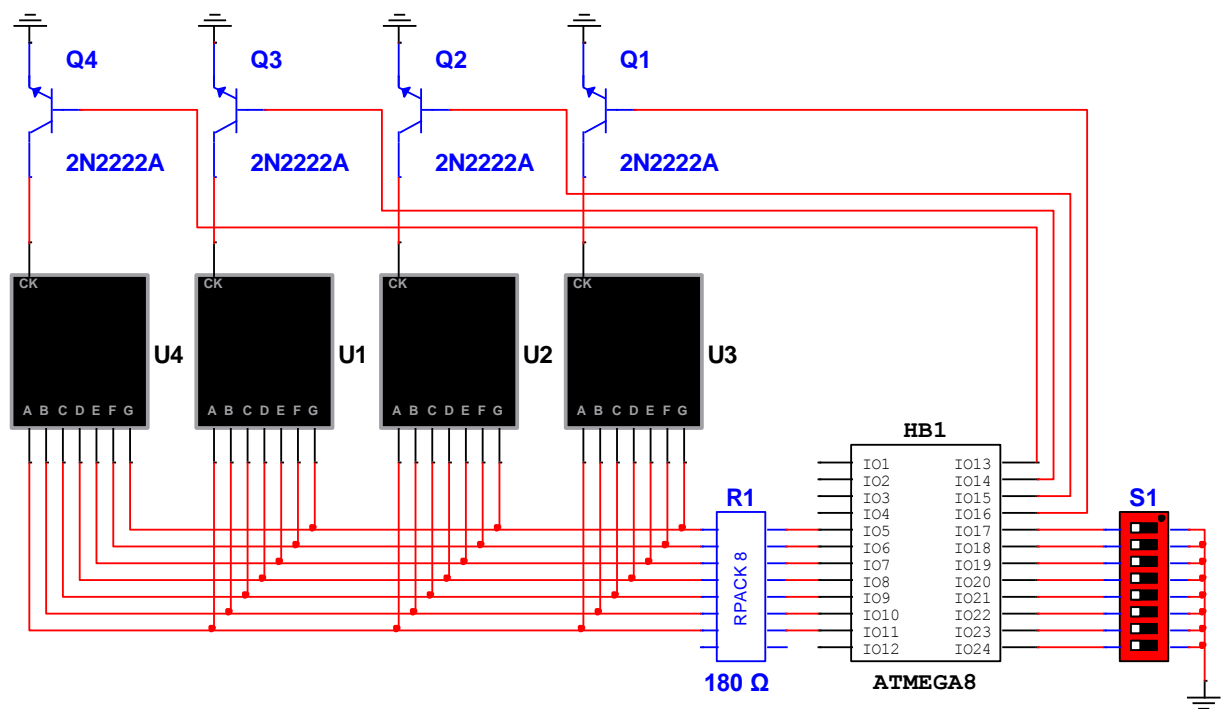 Q4 Q3 Q2 Q1
2N2222A 2N2222A 2N2222A 2N2222A
CK CK CK CK
U4 U1 U2 U3
A B C D E F G A B C D E F G A B C D E F G A B C D E F G
HB1
IO1 IO13
IO2 IO14
IO3 IO15
IO4 IO16
IO5 IO17
IO6 IO18
IO7 IO19
IO8 IO20
IO9 IO21
IO10 IO22
IO11 IO23
IO12 IO24
R1
RPACK 8
180 Ω
ATMEGA8
S1